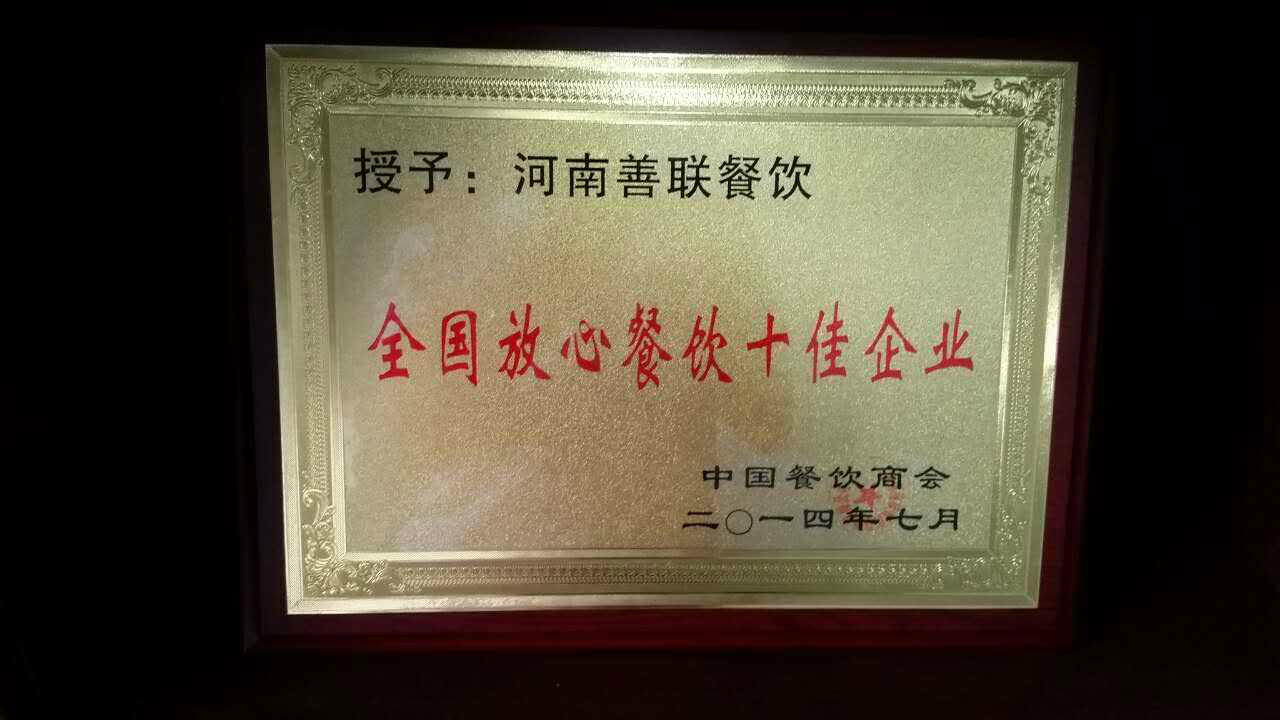 授予：河南善联餐饮
全国放心餐饮十佳企业
中国餐饮商会
二〇一四年七月